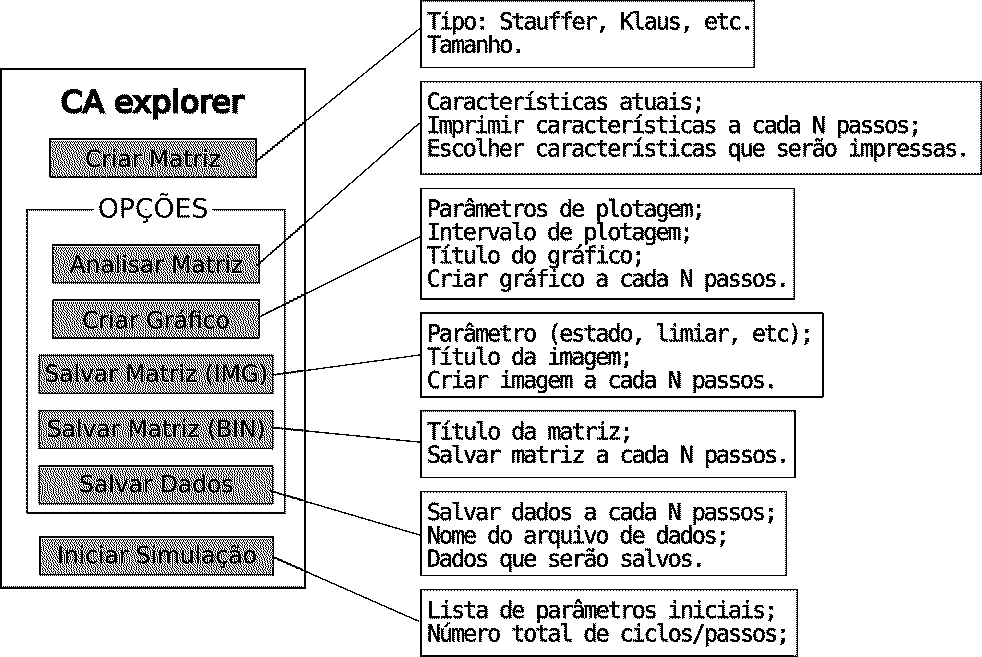 CA explorer
Criar Matriz
OPÇÕES
Analisar Matriz
Criar Gráfico
Salvar Matriz (IMG)
Salvar Matriz (BIN)
Salvar Dados
Iniciar Simulação
Tipo: Stauffer, Klaus, etc.
Tamanho.
Características atuais;
Imprimir características a cada N passos;
Escolher características que serão impressas.
Parâmetros de plotagem;
Intervalo de plotagem;
Título do gráfico;
Criar gráfico a cada N passos.
Parâmetro (estado, limiar, etc);
Título da imagem;
Criar imagem a cada N passos.
Título da matriz;
Salvar matriz a cada N passos.
Salvar dados a cada N passos;
Nome do arquivo de dados;
Dados que serão salvos.
Lista de parâmetros iniciais;
Número total de ciclos/passos;